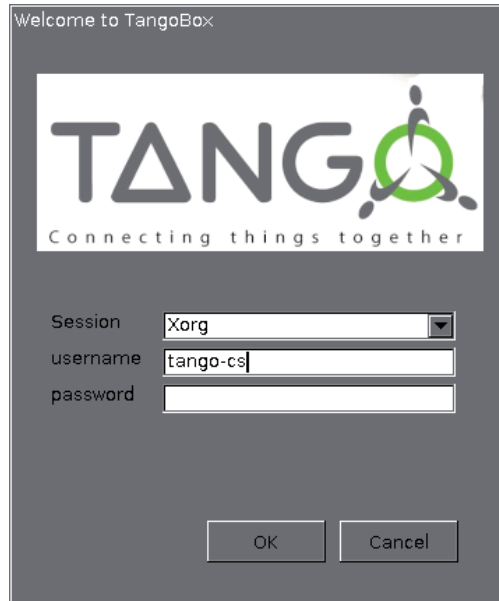 Welcome to TangoBox
TANGO
Connecting things together
Session Xorg
username tango-cs
password
OK Cancel